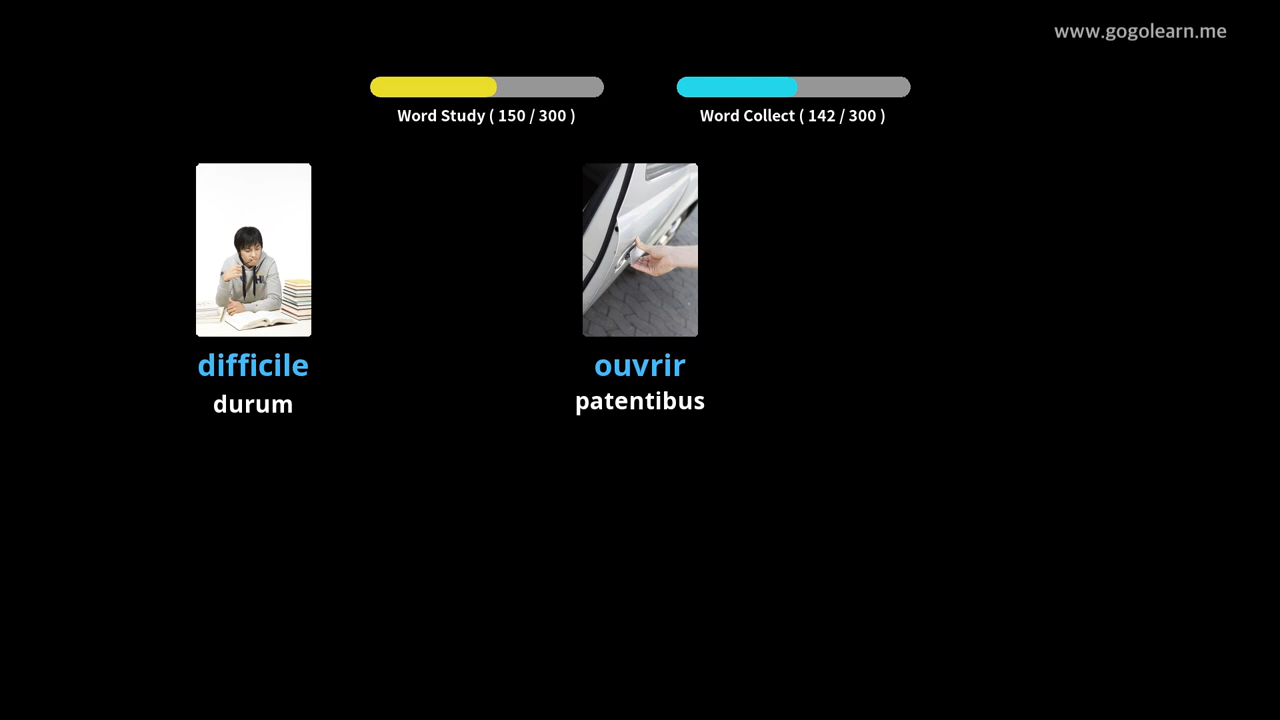 www.gogolearn.me
Word Study ( 150 / 300 )
Word Collect ( 142 / 300 )
difficile
durum
ouvrir
patentibus